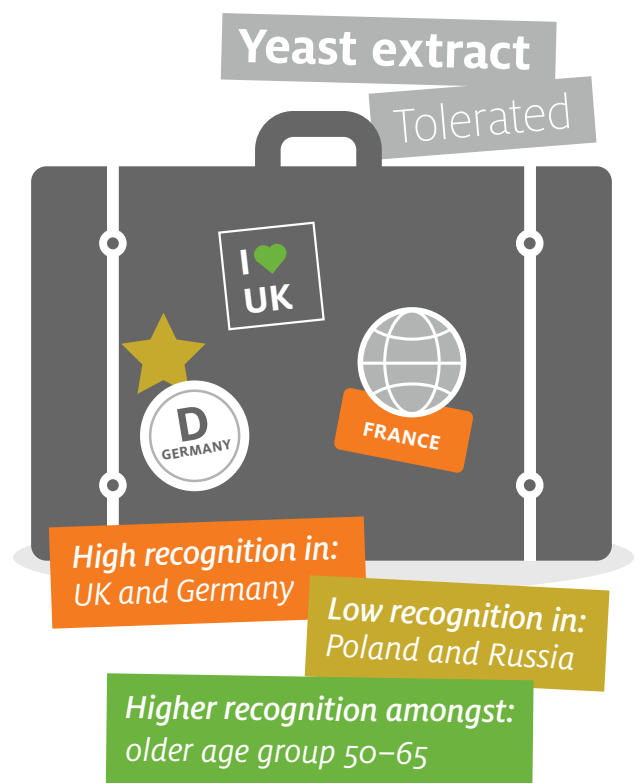 Yeast extract
Tolerated
I
UK
D
GERMANY
FRANCE
High recognition in:
UK and Germany
Low recognition in:
Poland and Russia
Higher recognition amongst:
older age group 50–65